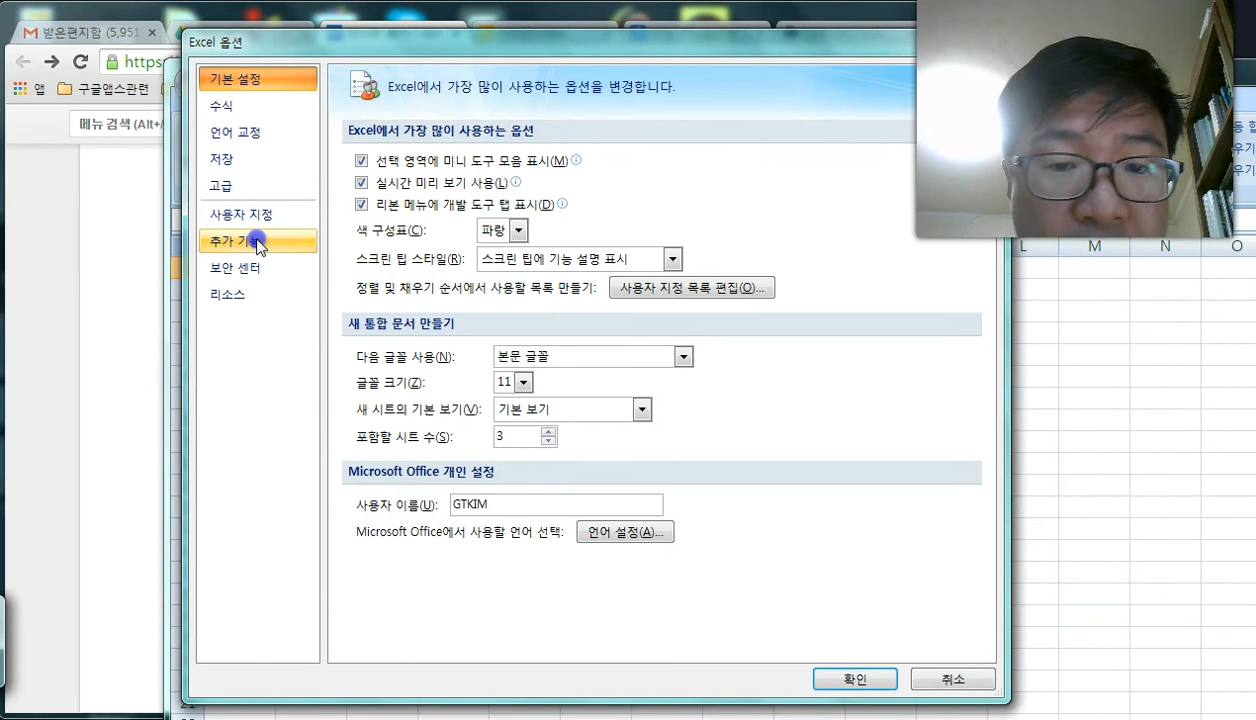 받은편지함 (5,951
https:
앱 구글앱스관련
메뉴 검색 (Alt+/
Excel 옵션
기본 설정
수식
언어 교정
저장
고급
사용자 지정
추가 기
보안 센터
리소스
Excel에서 가장 많이 사용하는 옵션을 변경합니다.
Excel에서 가장 많이 사용하는 옵션
선택 영역에 미니 도구 모음 표시(M)
실시간 미리 보기 사용(L)
리본 메뉴에 개발 도구 탭 표시(D)
색 구성표(C): 파랑
스크린 팁 스타일(R): 스크린 팁에 기능 설명 표시
정렬 및 채우기 순서에서 사용할 목록 만들기: 사용자 지정 목록 편집(O)...
새 통합 문서 만들기
다음 글꼴 사용(N): 본문 글꼴
글꼴 크기(Z): 11
새 시트의 기본 보기(V): 기본 보기
포함할 시트 수(S): 3
Microsoft Office 개인 설정
사용자 이름(U): GTKIM
Microsoft Office에서 사용할 언어 선택: 언어 설정(A)...
확인 취소
동 합
우기
우기
L M N O